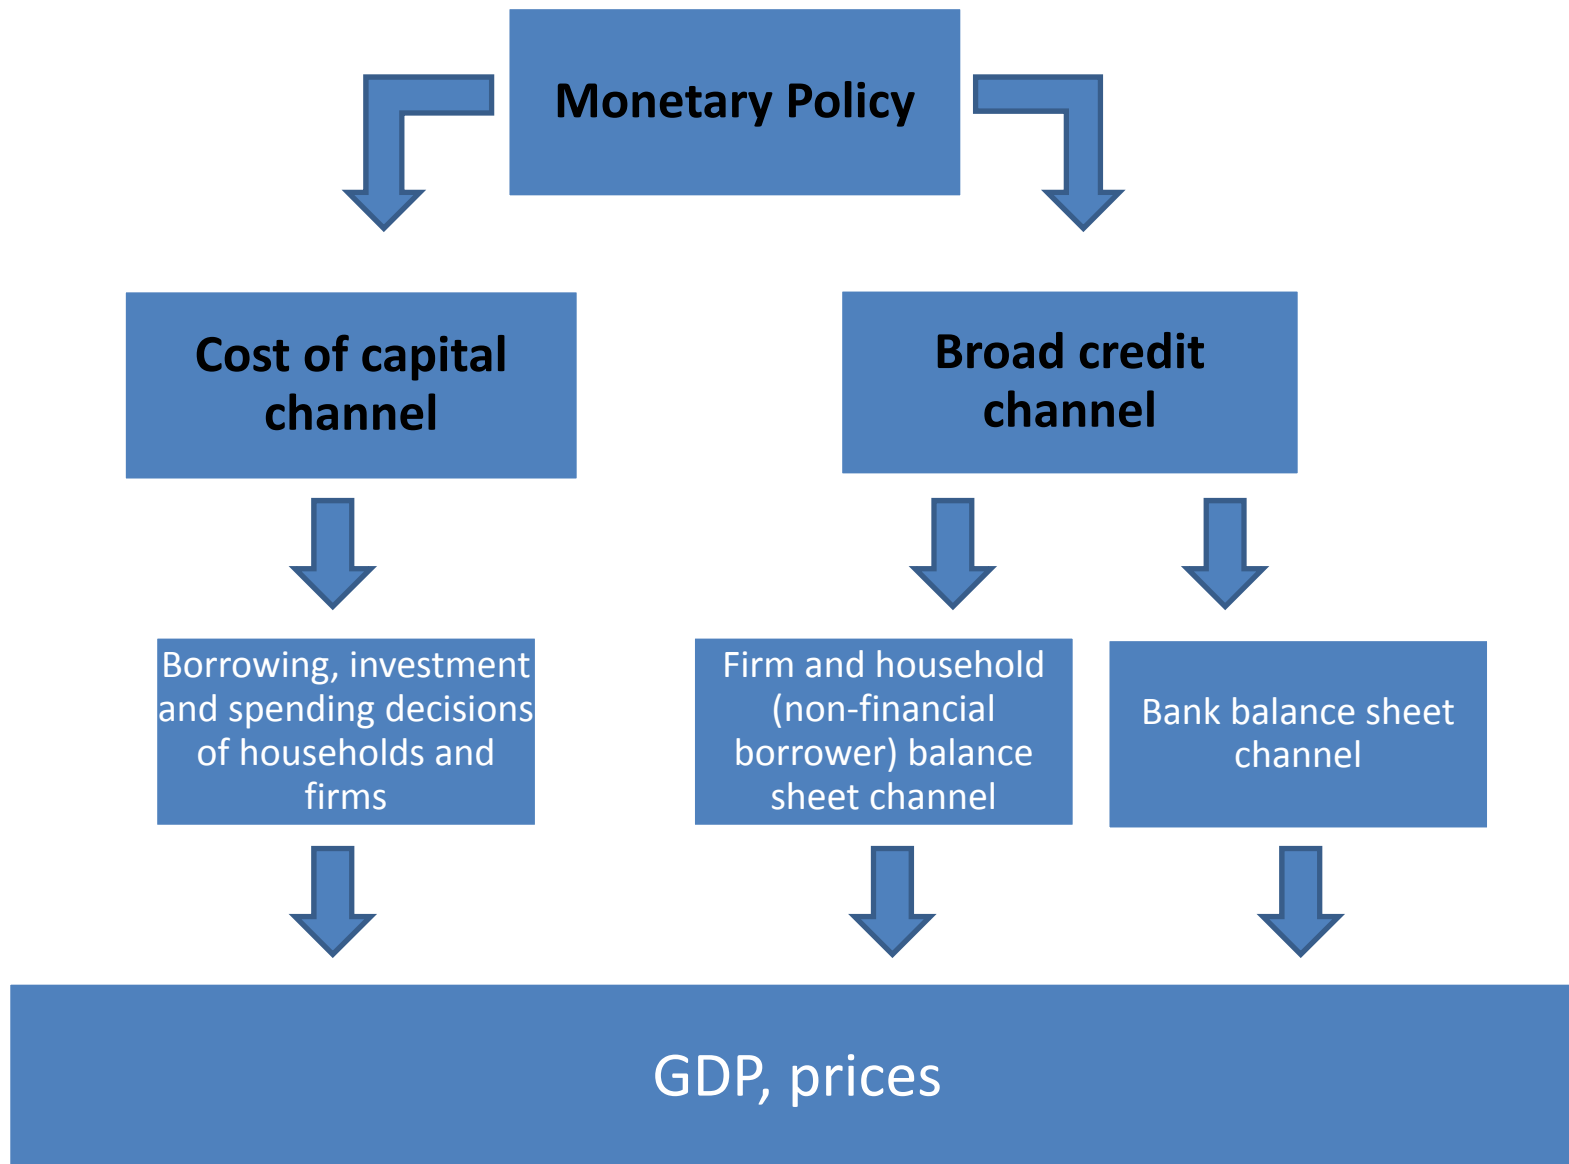 Monetary Policy
Cost of capital
channel
Broad credit
channel
Borrowing, investment
and spending decisions
of households and
firms
Firm and household
(non-financial
borrower) balance
sheet channel
Bank balance sheet
channel
GDP, prices